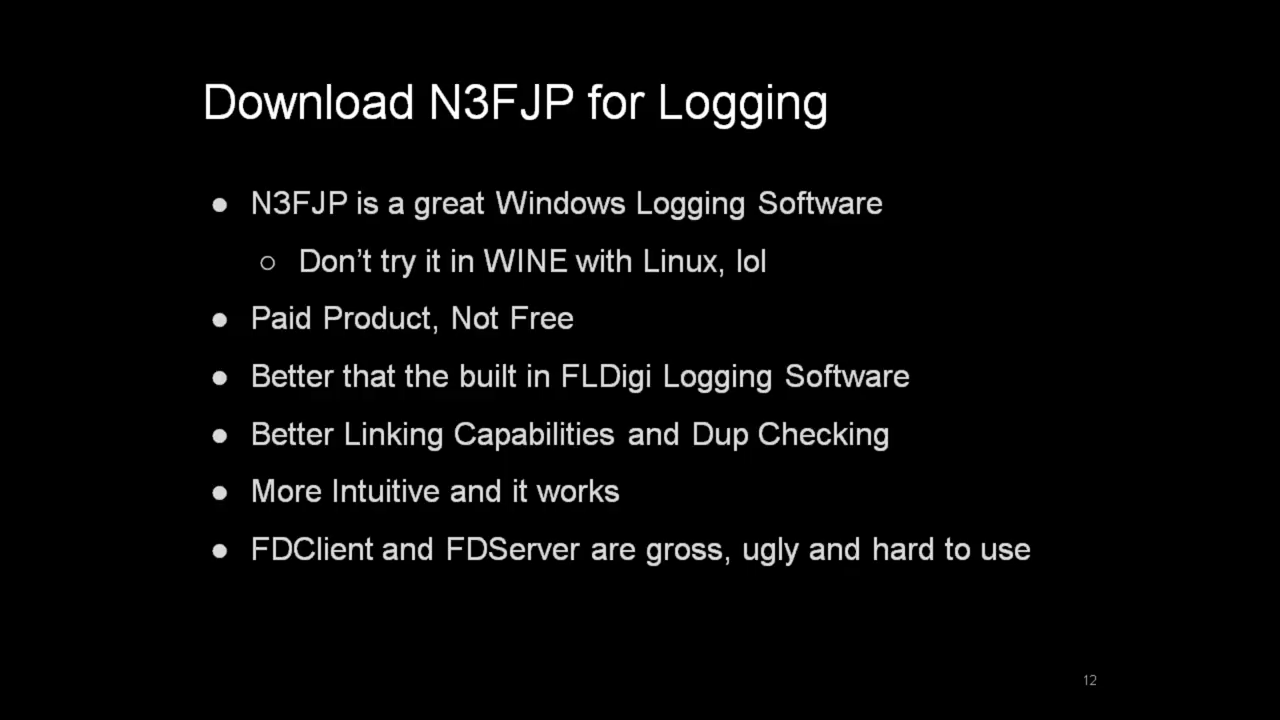 Download N3FJP for Logging
● N3FJP is a great Windows Logging Software
○ Don’t try it in WINE with Linux, lol
● Paid Product, Not Free
● Better that the built in FLDigi Logging Software
● Better Linking Capabilities and Dup Checking
● More Intuitive and it works
● FDClient and FDServer are gross, ugly and hard to use
12